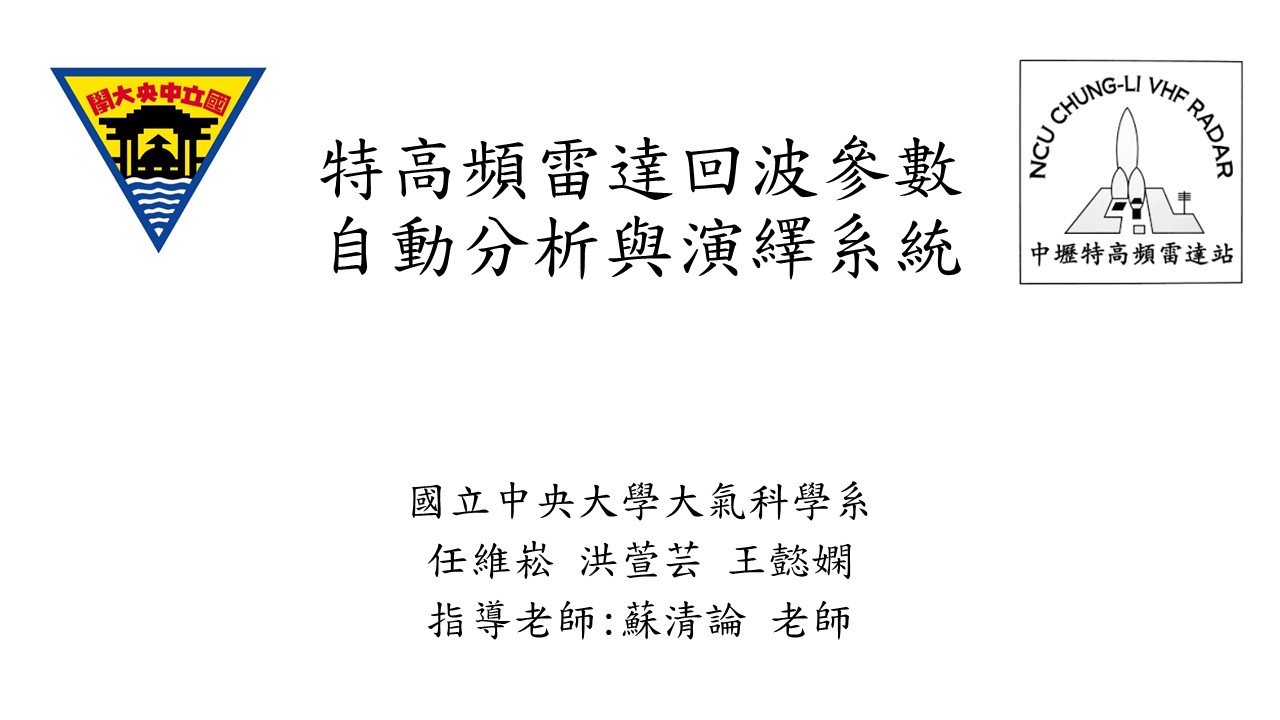 國立中央大學
NCU CHUNG-LI VHF RADAR
中壢特高頻雷達站
特高頻雷達回波參數
自動分析與演繹系統
國立中央大學大氣科學系
任維崧 洪萱芸 王懿嫻
指導老師:蘇清論 老師